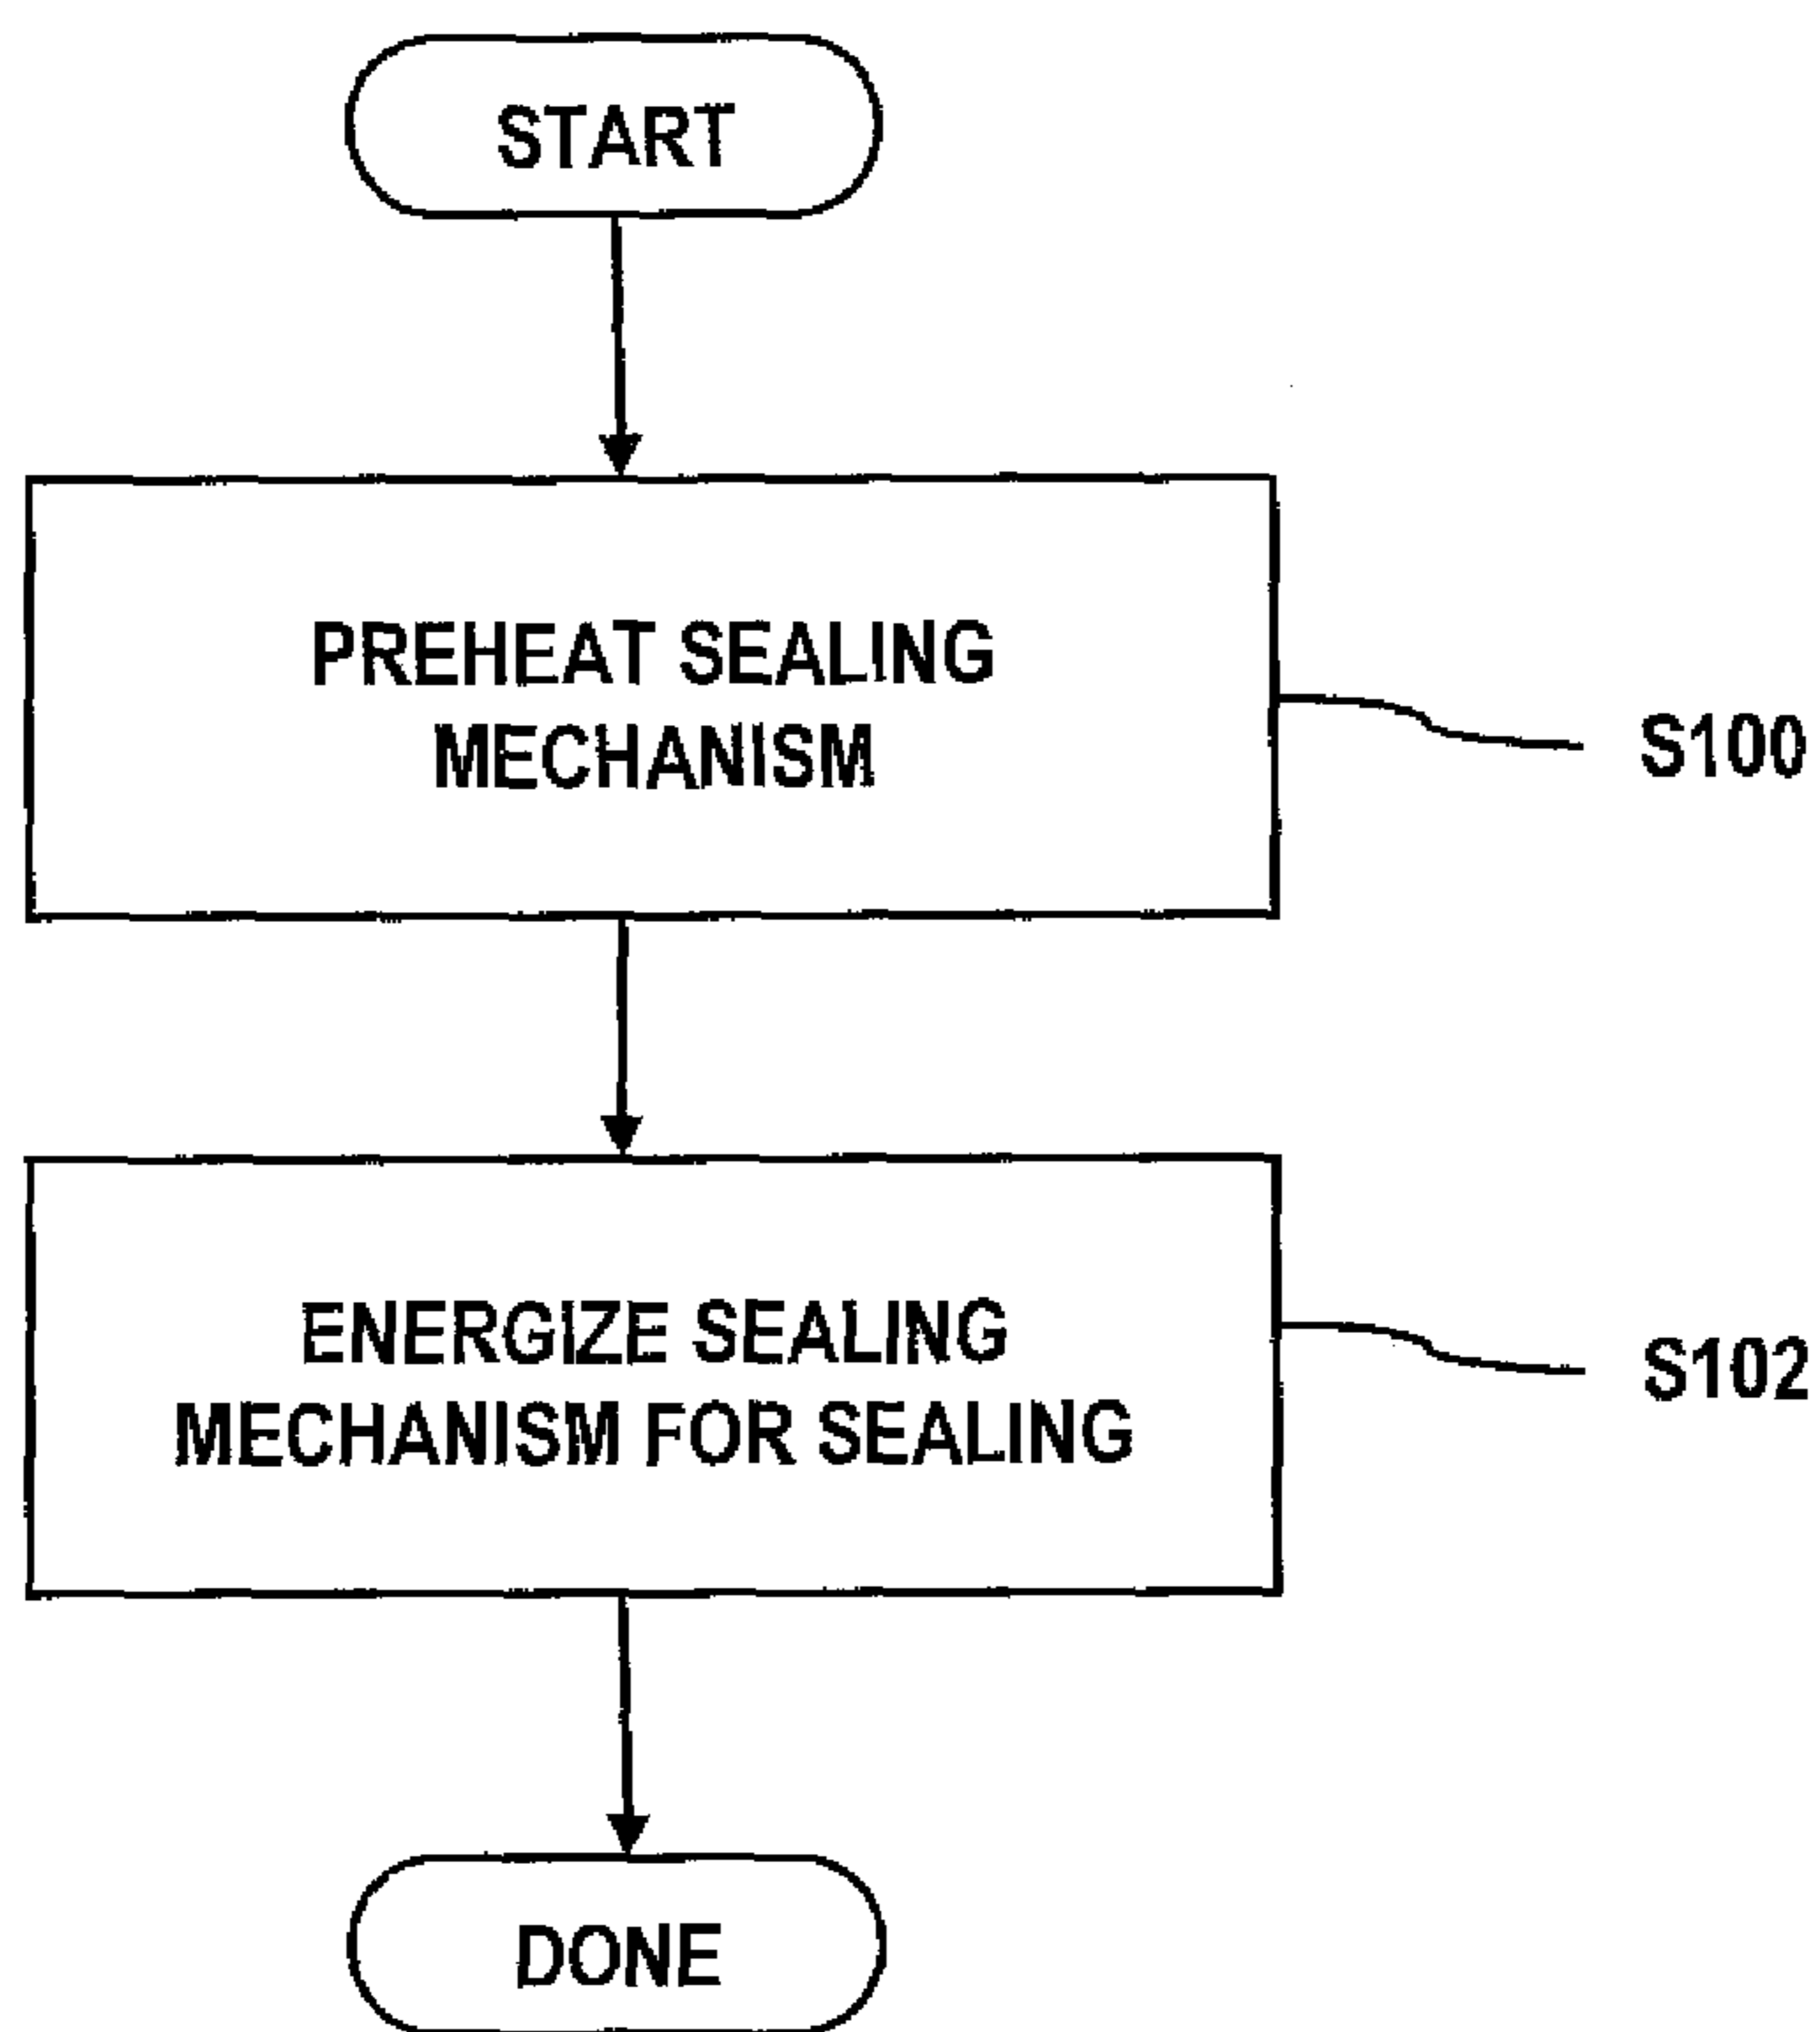 START
PREHEAT SEALING
MECHANISM
S100
ENERGIZE SEALING
MECHANISM FOR SEALING
S102
DONE